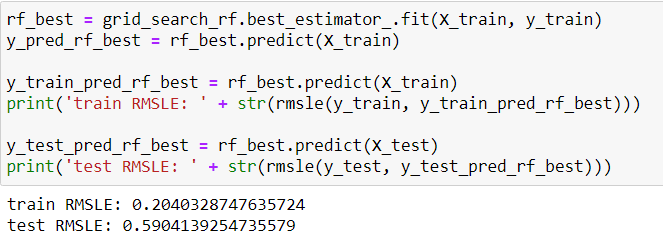 rf_best = grid_search_rf.best_estimator_.fit(X_train, y_train)
y_pred_rf_best = rf_best.predict(X_train)
y_train_pred_rf_best = rf_best.predict(X_train)
print('train RMSLE: ' + str(rmsle(y_train, y_train_pred_rf_best)))
y_test_pred_rf_best = rf_best.predict(X_test)
print('test RMSLE: ' + str(rmsle(y_test, y_test_pred_rf_best)))
train RMSLE: 0.2040328747635724
test RMSLE: 0.5904139254735579